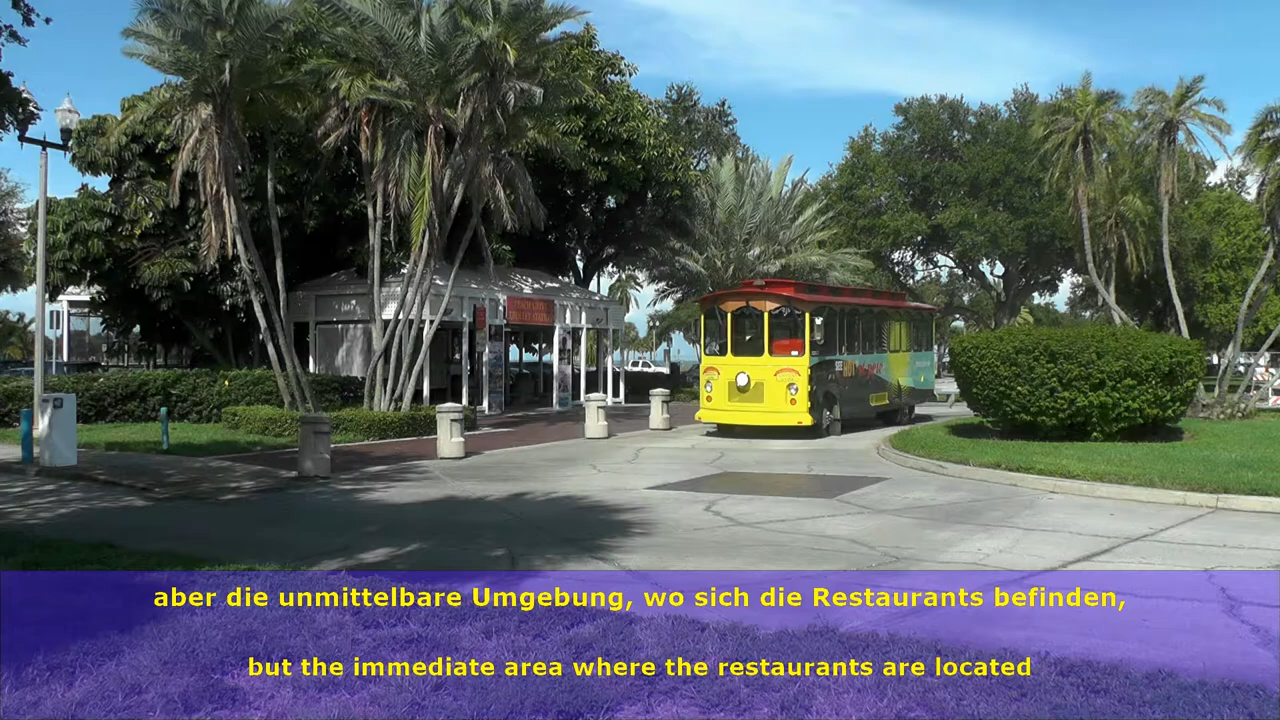 aber die unmittelbare Umgebung, wo sich die Restaurants befinden,
but the immediate area where the restaurants are located